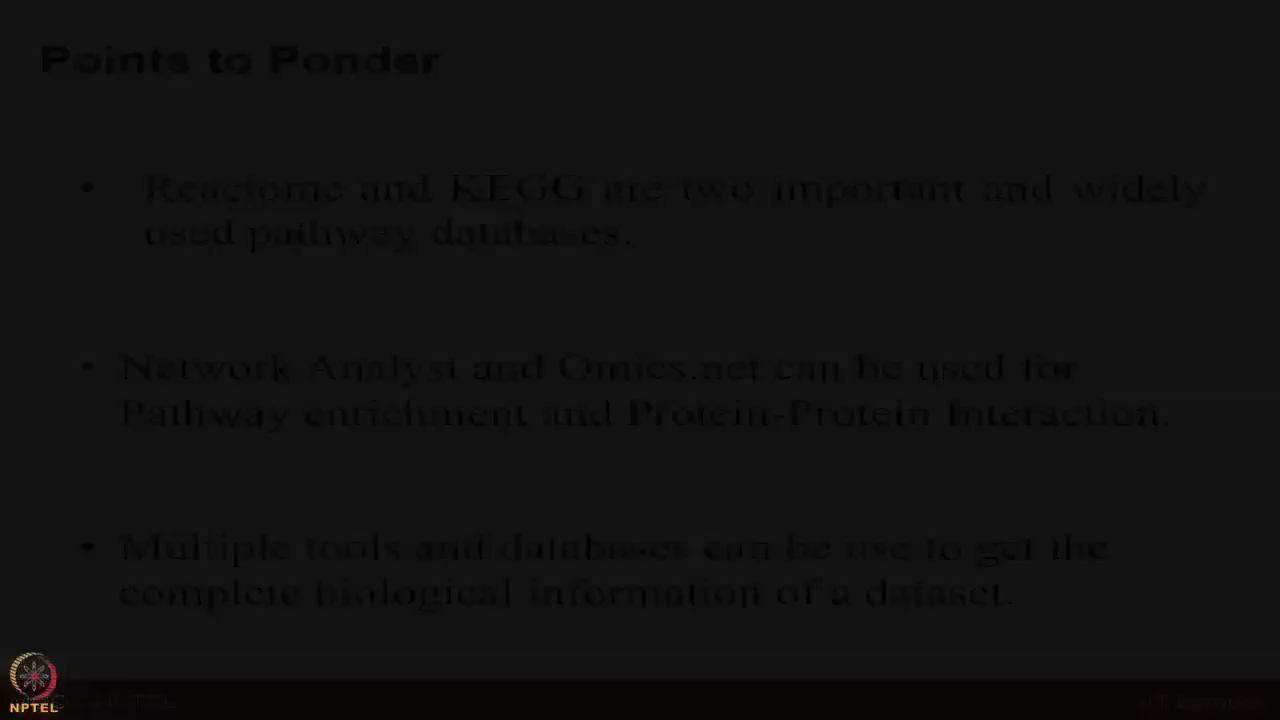 Points to Ponder
• Reactome and KEGG are two important and widely
used pathway databases.
• Network Analyst and Omics.net can be used for
Pathway enrichment and Protein-Protein Interaction.
• Multiple tools and databases can be use to get the
complete biological information of a dataset.
NPTEL